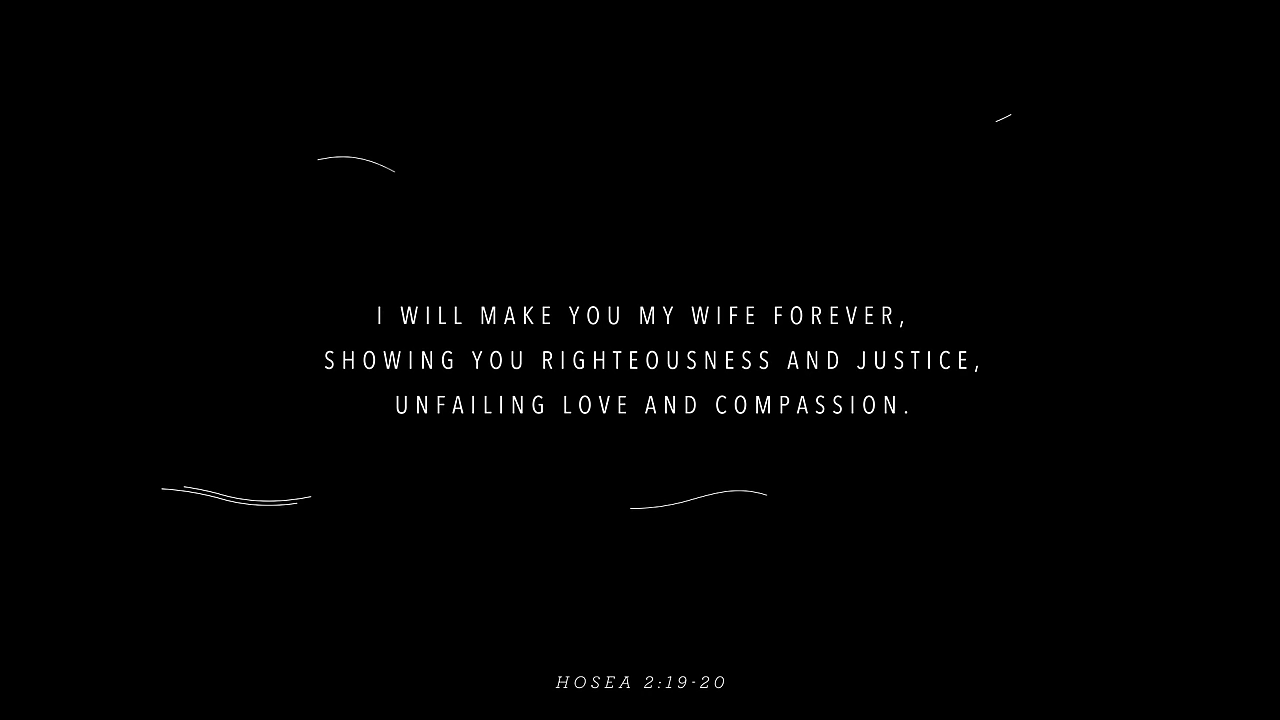 I WILL MAKE YOU MY WIFE FOREVER,
SHOWING YOU RIGHTEOUSNESS AND JUSTICE,
UNFAILING LOVE AND COMPASSION.
HOSEA 2:19-20